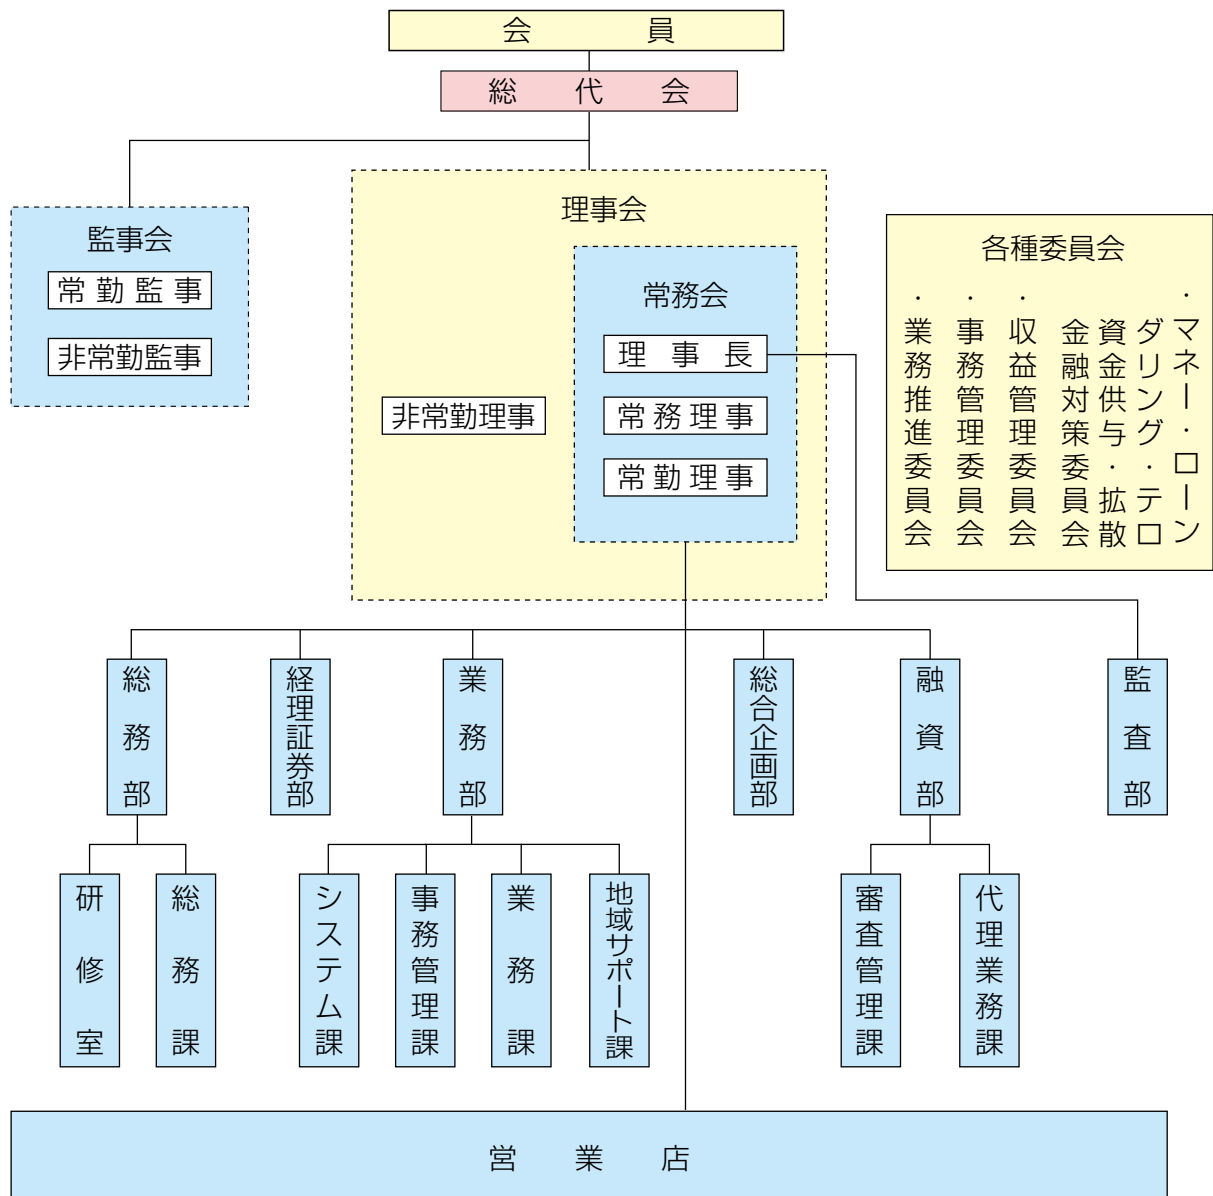 会員
総代会
監事会
常勤監事
非常勤監事
理事会
非常勤理事
常務会
理事長
常務理事
常勤理事
各種委員会
・マネー・ローン
ダリング・テロ
資金供与・拡散
金融対策委員会
・収益管理委員会
・事務管理委員会
・業務推進委員会
総務部
経理証券部
業務部
総合企画部
融資部
監査部
研修室
総務課
システム課
事務管理課
業務課
地域サポート課
審査管理課
代理業務課
営業店